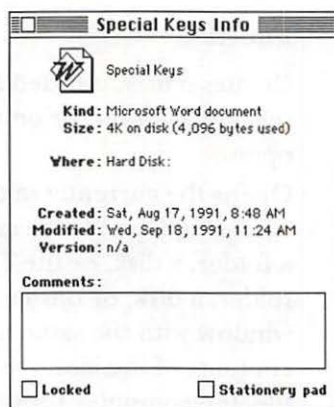 Special Keys Info
Special Keys
Kind: Microsoft Word document
Size: 4K on disk (4,096 bytes used)
Where: Hard Disk:
Created: Sat, Aug 17, 1991, 8:48 AM
Modified: Wed, Sep 18, 1991, 11:24 AM
Version: n/a
Comments:
Locked
Stationery pad